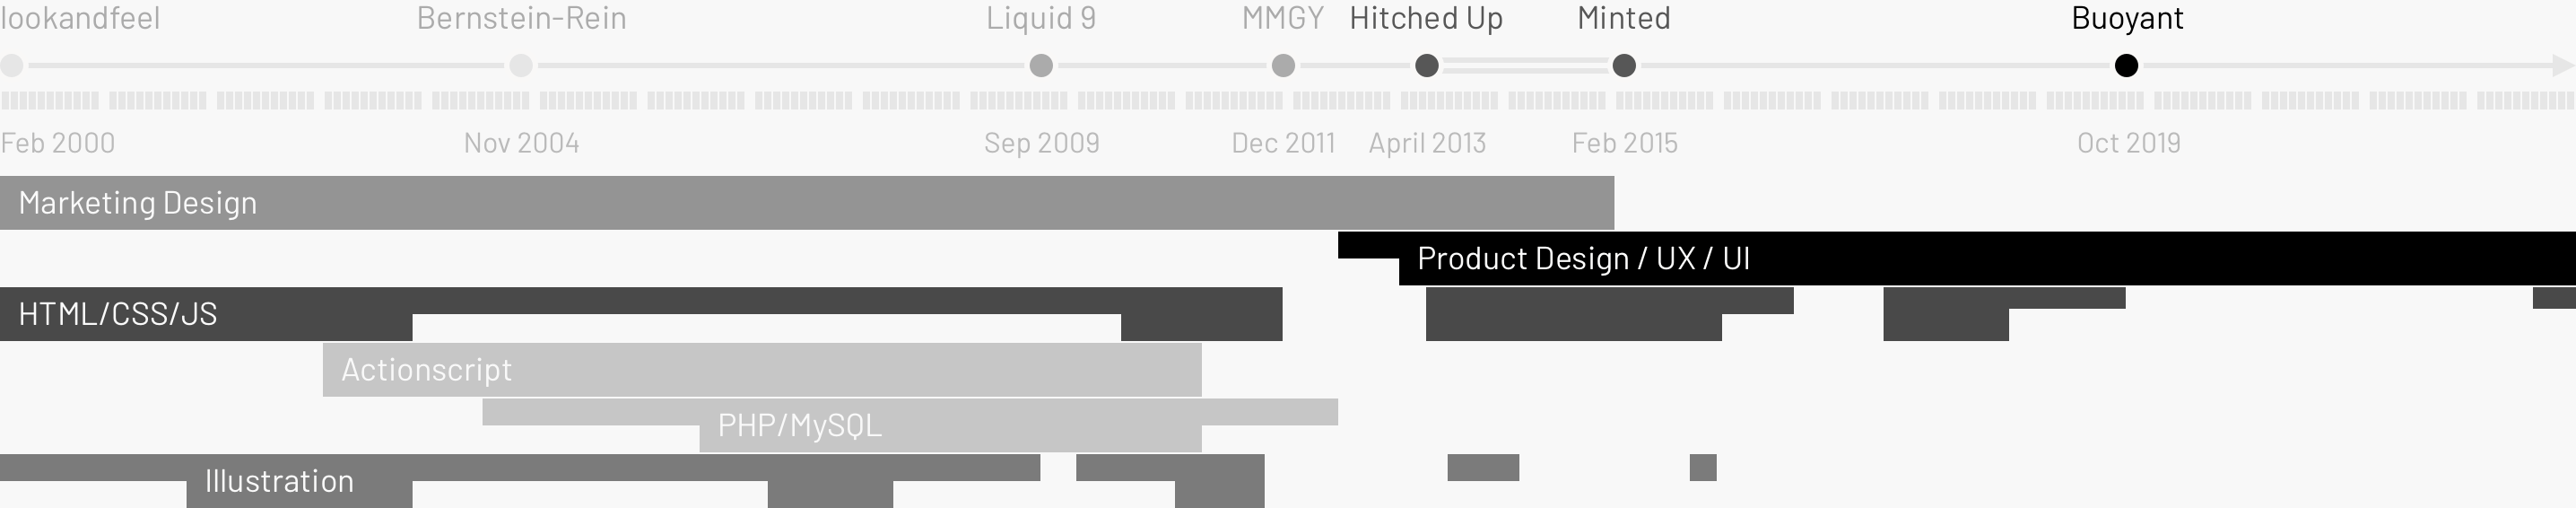 lookandfeel Bernstein-Rein Liquid 9 MMGY Hitched Up Minted Buoyant
Feb 2000 Nov 2004 Sep 2009 Dec 2011 April 2013 Feb 2015 Oct 2019
Marketing Design
Product Design / UX / UI
HTML/CSS/JS
Actionscript
PHP/MySQL
Illustration